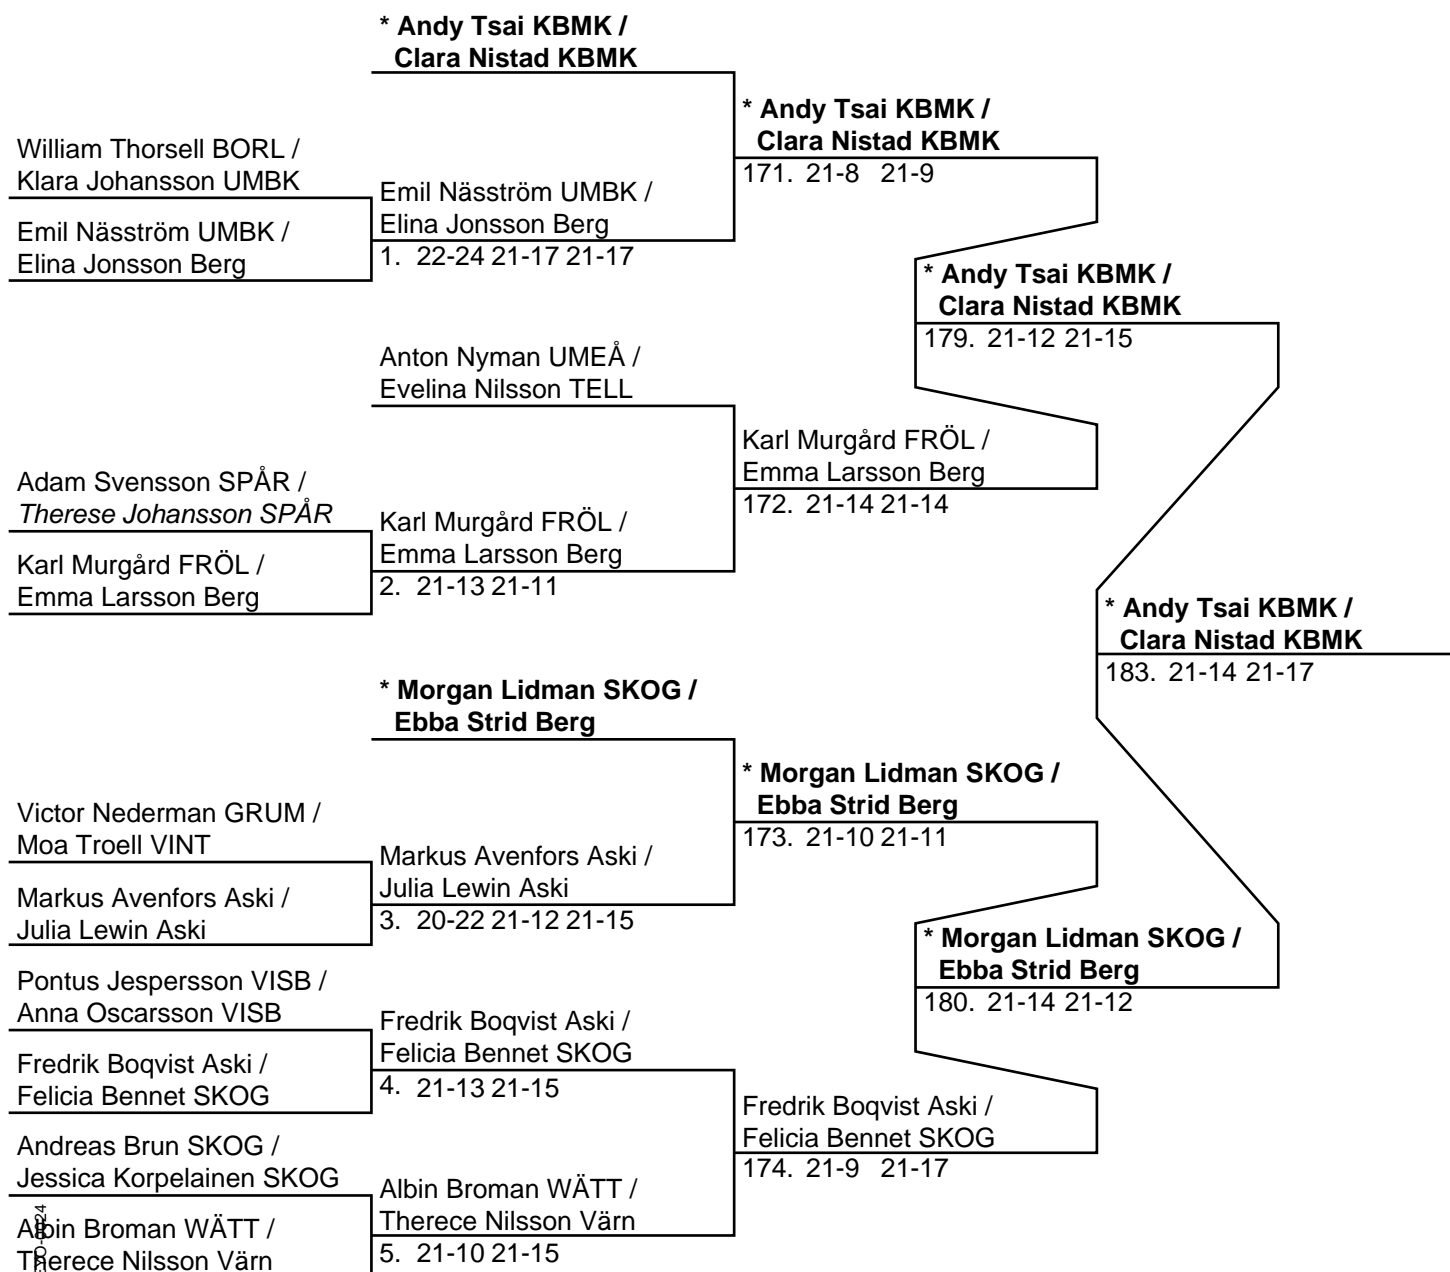 * Andy Tsai KBMK /
Clara Nistad KBMK
* Andy Tsai KBMK /
Clara Nistad KBMK
171. 21-8 21-9
William Thorsell BORL /
Klara Johansson UMBK
Emil Näsström UMBK /
Elina Jonsson Berg
1. 22-24 21-17 21-17
Emil Näsström UMBK /
Elina Jonsson Berg
* Andy Tsai KBMK /
Clara Nistad KBMK
179. 21-12 21-15
Anton Nyman UMEÅ /
Evelina Nilsson TELL
Karl Murgård FRÖL /
Emma Larsson Berg
172. 21-14 21-14
Adam Svensson SPÅR /
Therese Johansson SPÅR
Karl Murgård FRÖL /
Emma Larsson Berg
2. 21-13 21-11
Karl Murgård FRÖL /
Emma Larsson Berg
* Andy Tsai KBMK /
Clara Nistad KBMK
183. 21-14 21-17
* Morgan Lidman SKOG /
Ebba Strid Berg
* Morgan Lidman SKOG /
Ebba Strid Berg
173. 21-10 21-11
Victor Nederman GRUM /
Moa Troell VINT
Markus Avenfors Aski /
Julia Lewin Aski
3. 20-22 21-12 21-15
Markus Avenfors Aski /
Julia Lewin Aski
* Morgan Lidman SKOG /
Ebba Strid Berg
180. 21-14 21-12
Pontus Jespersson VISB /
Anna Oscarsson VISB
Fredrik Boqvist Aski /
Felicia Bennet SKOG
4. 21-13 21-15
Fredrik Boqvist Aski /
Felicia Bennet SKOG
Fredrik Boqvist Aski /
Felicia Bennet SKOG
174. 21-9 21-17
Andreas Brun SKOG /
Jessica Korpelainen SKOG
Albin Broman WÄTT /
Therece Nilsson Värn
5. 21-10 21-15
Albin Broman WÄTT /
Therece Nilsson Värn